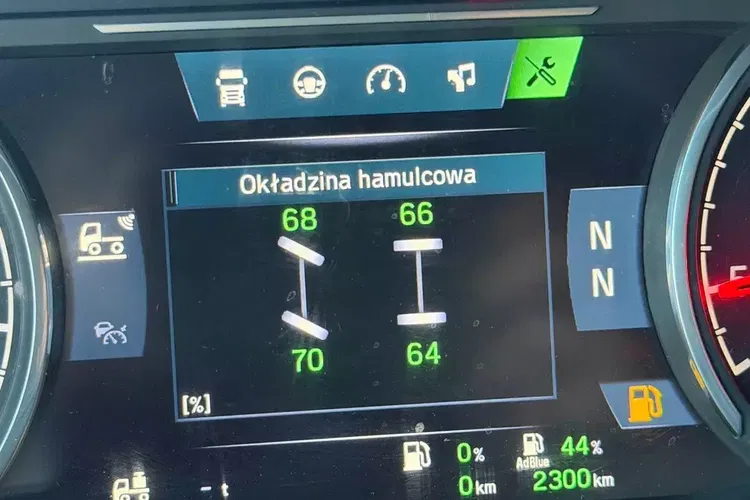 Okładzina hamulcowa
68 66
N
N
70 64
[%]
0% 44%
AdBlue
0km 2300km
- t